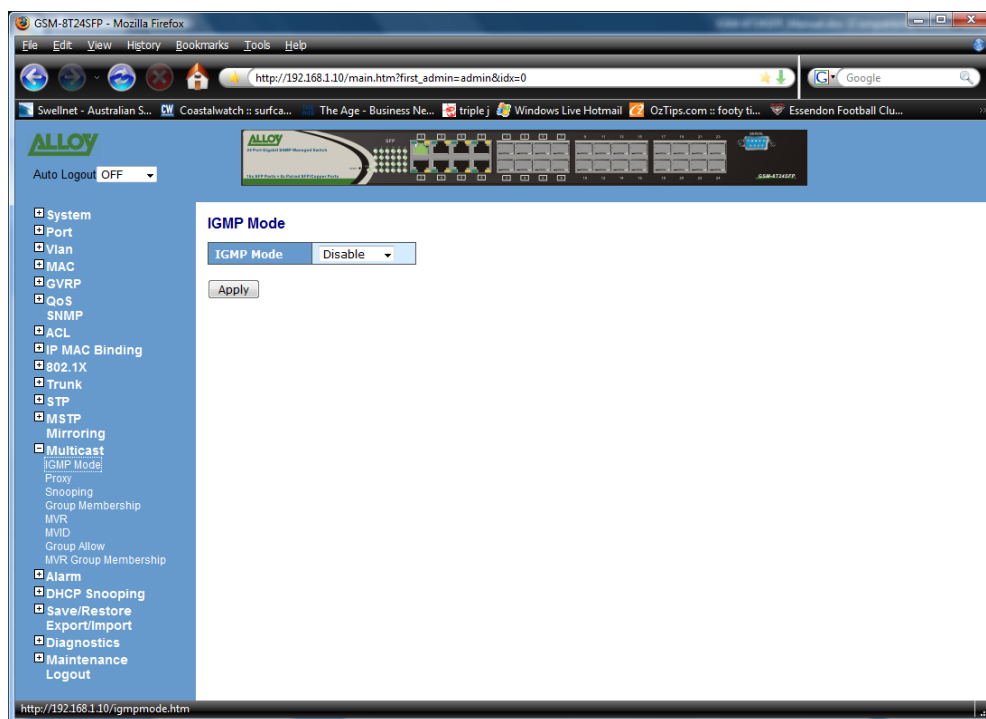 GSM-8T24SFP - Mozilla Firefox
File Edit View History Bookmarks Tools Help
http://192.168.1.10/main.htm?first_admin=admin&idx=0
Google
Swellnet - Australian S... CW Coastalwatch :: surfca... The Age - Business Ne... triple j Windows Live Hotmail OzTips.com :: footy ti... Essendon Football Clu...
ALLOY
Auto Logout OFF
ALLOY
SFP
GSM-8T24SFP
System
Port
Vlan
MAC
GVRP
QoS
SNMP
ACL
IP MAC Binding
802.1X
Trunk
STP
MSTP
Mirroring
Multicast
IGMP Mode
Proxy
Snooping
Group Membership
MVR
MVID
Group Allow
MVR Group Membership
Alarm
DHCP Snooping
Save/Restore
Export/Import
Diagnostics
Maintenance
Logout
IGMP Mode
IGMP Mode Disable
Apply
http://192.168.1.10/igmpmode.htm